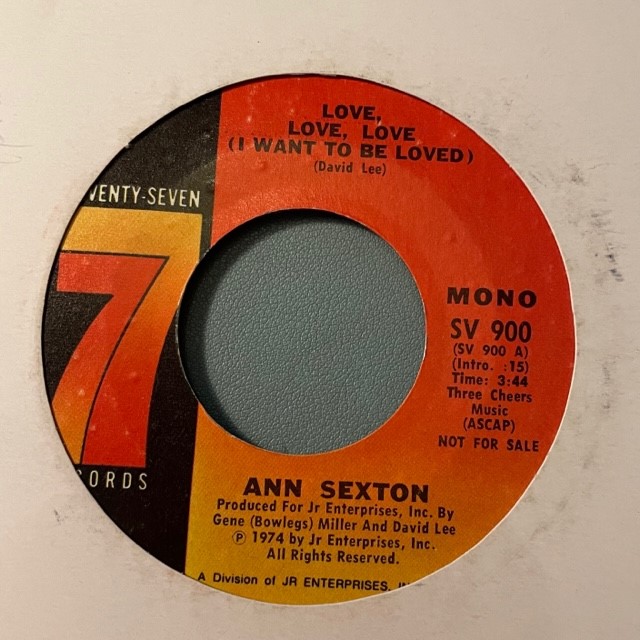 LOVE,
LOVE, LOVE
(I WANT TO BE LOVED)
(David Lee)
VENTY-SEVEN
7
ORDS
MONO
SV 900
(SV 900 A)
(Intro. :15)
Time: 3:44
Three Cheers
Music
(ASCAP)
NOT FOR SALE
ANN SEXTON
Produced For Jr Enterprises, Inc. By
Gene (Bowlegs) Miller And David Lee
Ⓟ 1974 by Jr Enterprises, Inc.
All Rights Reserved.
A Division of JR ENTERPRISES, IN